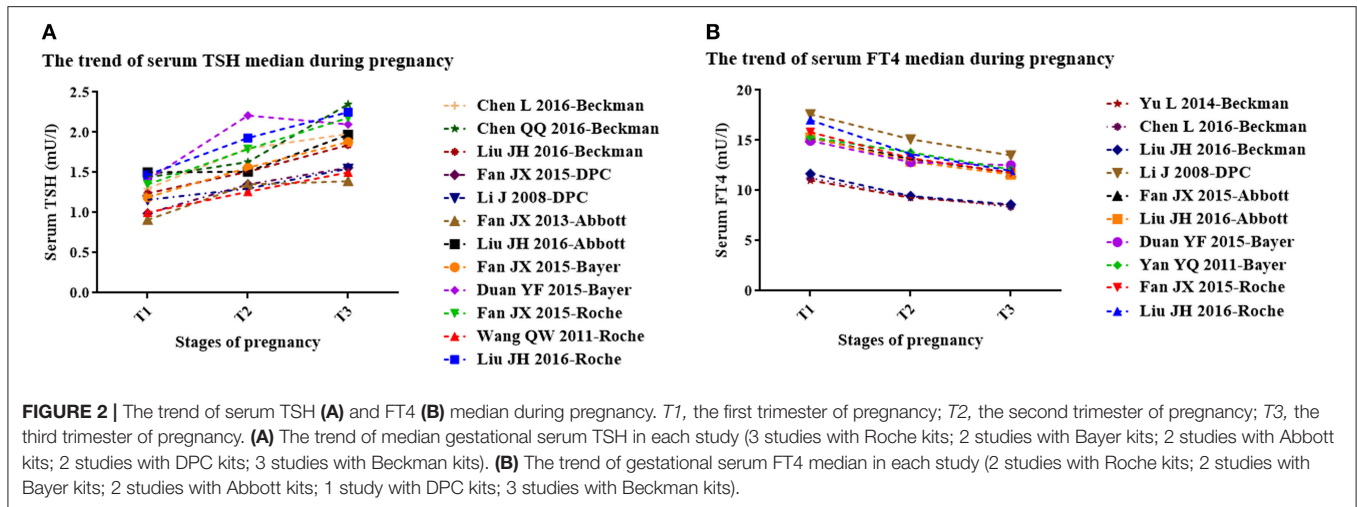 A
The trend of serum TSH median during pregnancy
2.5
2.0
1.5
1.0
0.5
0.0
Serum TSH (mU/l)
T1
T2
T3
Stages of pregnancy
Chen L 2016-Beckman
Chen QQ 2016-Beckman
Liu JH 2016-Beckman
Fan JX 2015-DPC
Li J 2008-DPC
Fan JX 2013-Abbott
Liu JH 2016-Abbott
Fan JX 2015-Bayer
Duan YF 2015-Bayer
Fan JX 2015-Roche
Wang QW 2011-Roche
Liu JH 2016-Roche
B
The trend of serum FT4 median during pregnancy
20
15
10
5
0
Serum FT4 (mU/l)
T1
T2
T3
Stages of pregnancy
Yu L 2014-Beckman
Chen L 2016-Beckman
Liu JH 2016-Beckman
Li J 2008-DPC
Fan JX 2015-Abbott
Liu JH 2016-Abbott
Duan YF 2015-Bayer
Yan YQ 2011-Bayer
Fan JX 2015-Roche
Liu JH 2016-Roche
FIGURE 2 | The trend of serum TSH (A) and FT4 (B) median during pregnancy. T1, the first trimester of pregnancy; T2, the second trimester of pregnancy; T3, the
third trimester of pregnancy. (A) The trend of median gestational serum TSH in each study (3 studies with Roche kits; 2 studies with Bayer kits; 2 studies with Abbott
kits; 2 studies with DPC kits; 3 studies with Beckman kits). (B) The trend of gestational serum FT4 median in each study (2 studies with Roche kits; 2 studies with
Bayer kits; 2 studies with Abbott kits; 1 study with DPC kits; 3 studies with Beckman kits).